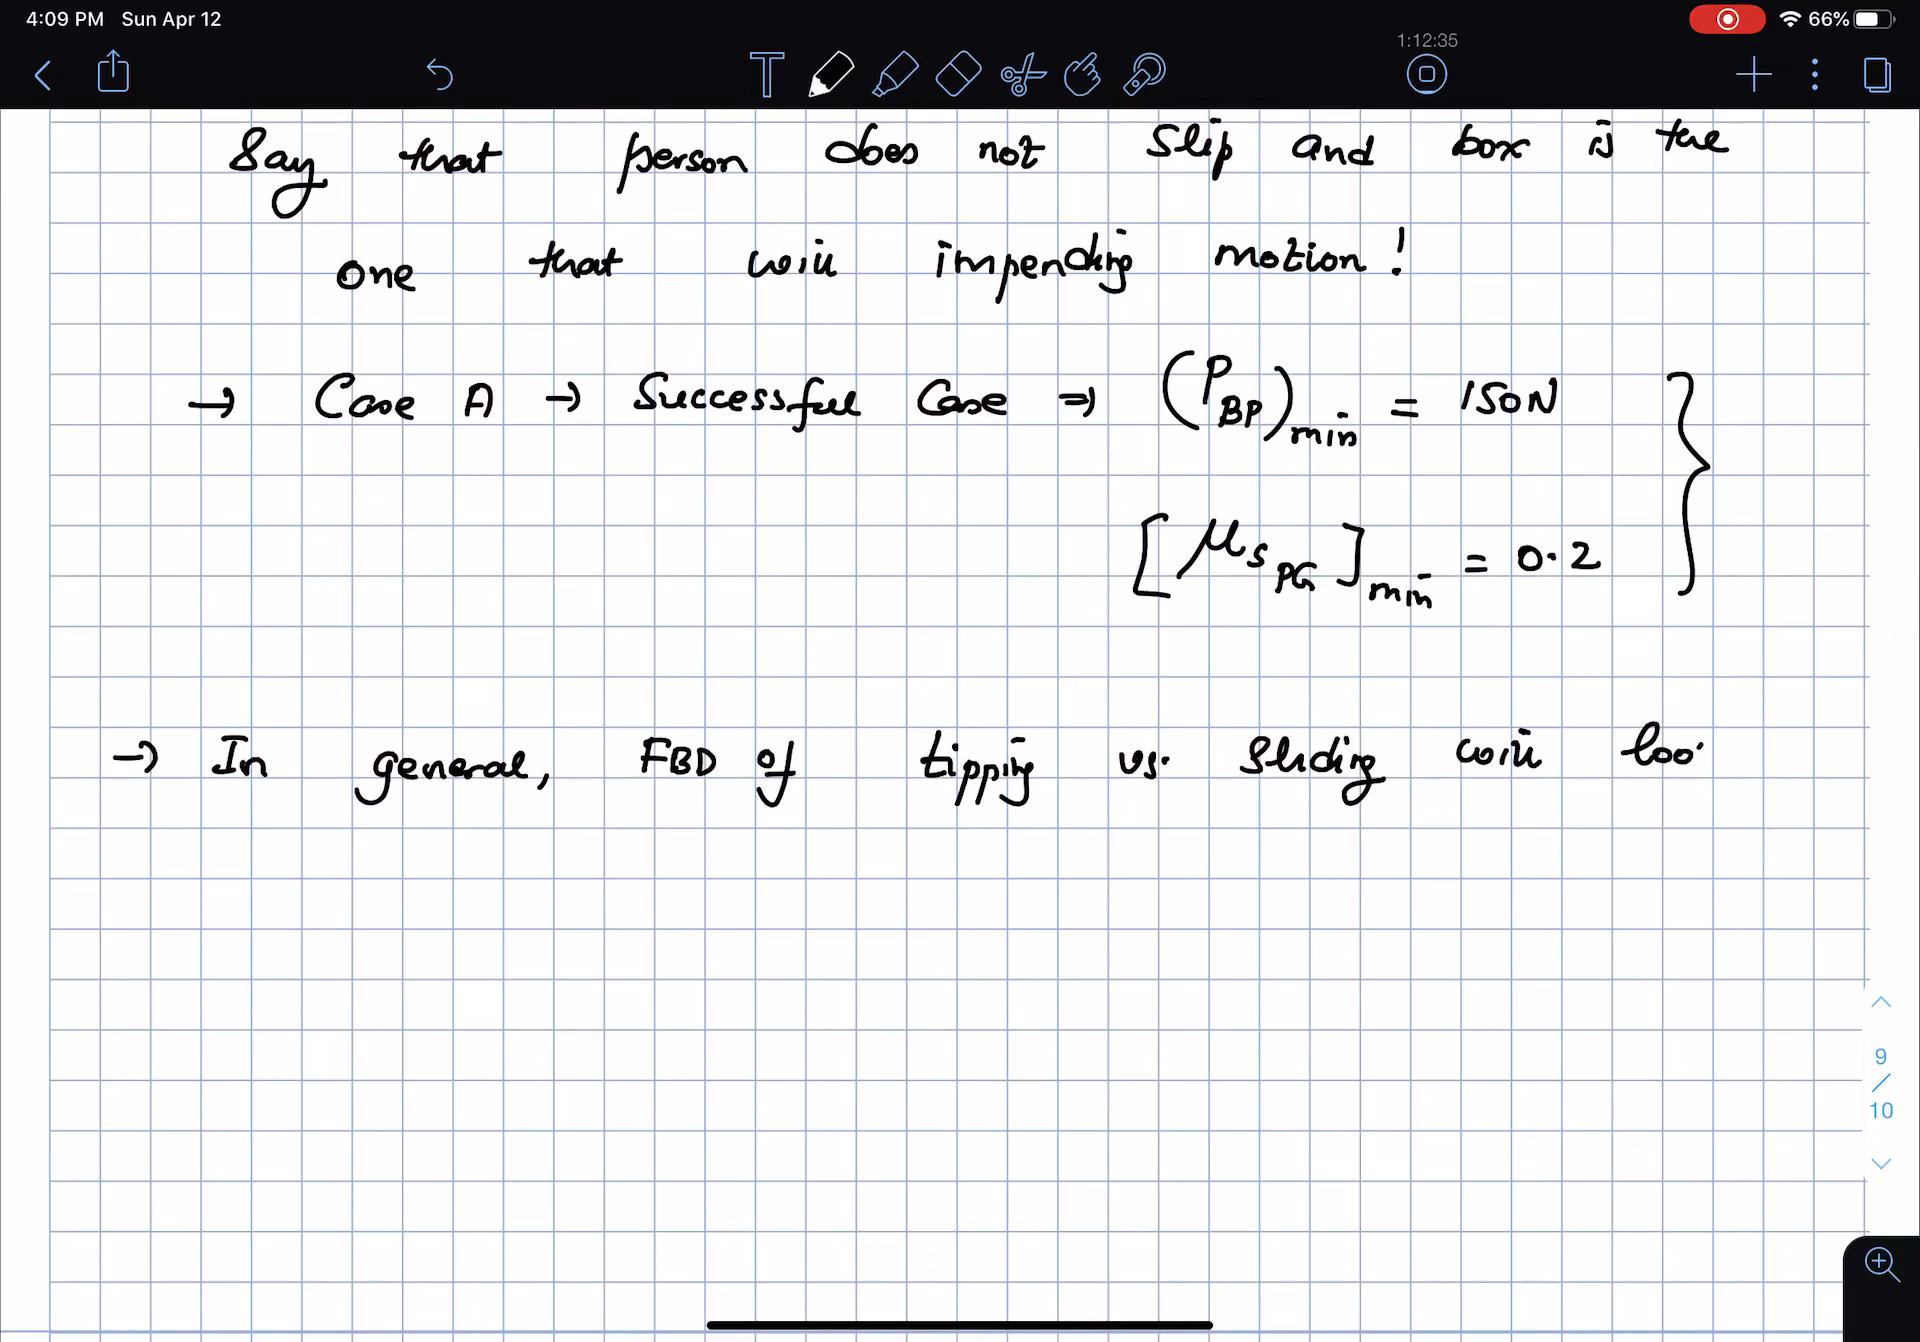 4:09 PM Sun Apr 12
66%
1:12:35
Say that person does not slip and box is the
one that will impending motion!
→ Case A → Successful Case ⇒ (P_BP)_min = 150N
[μ_s_PG]_min = 0.2
→ In general, FBD of tipping vs. sliding will loo
9
/
10